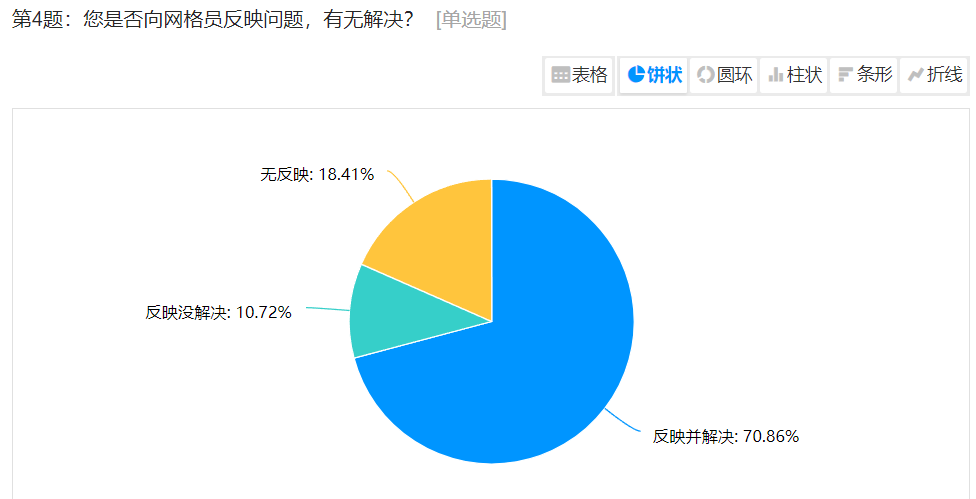 第4题：您是否向网格员反映问题，有无解决？ [单选题]
表格 饼状 圆环 柱状 条形 折线
无反映: 18.41%
反映没解决: 10.72%
反映并解决: 70.86%